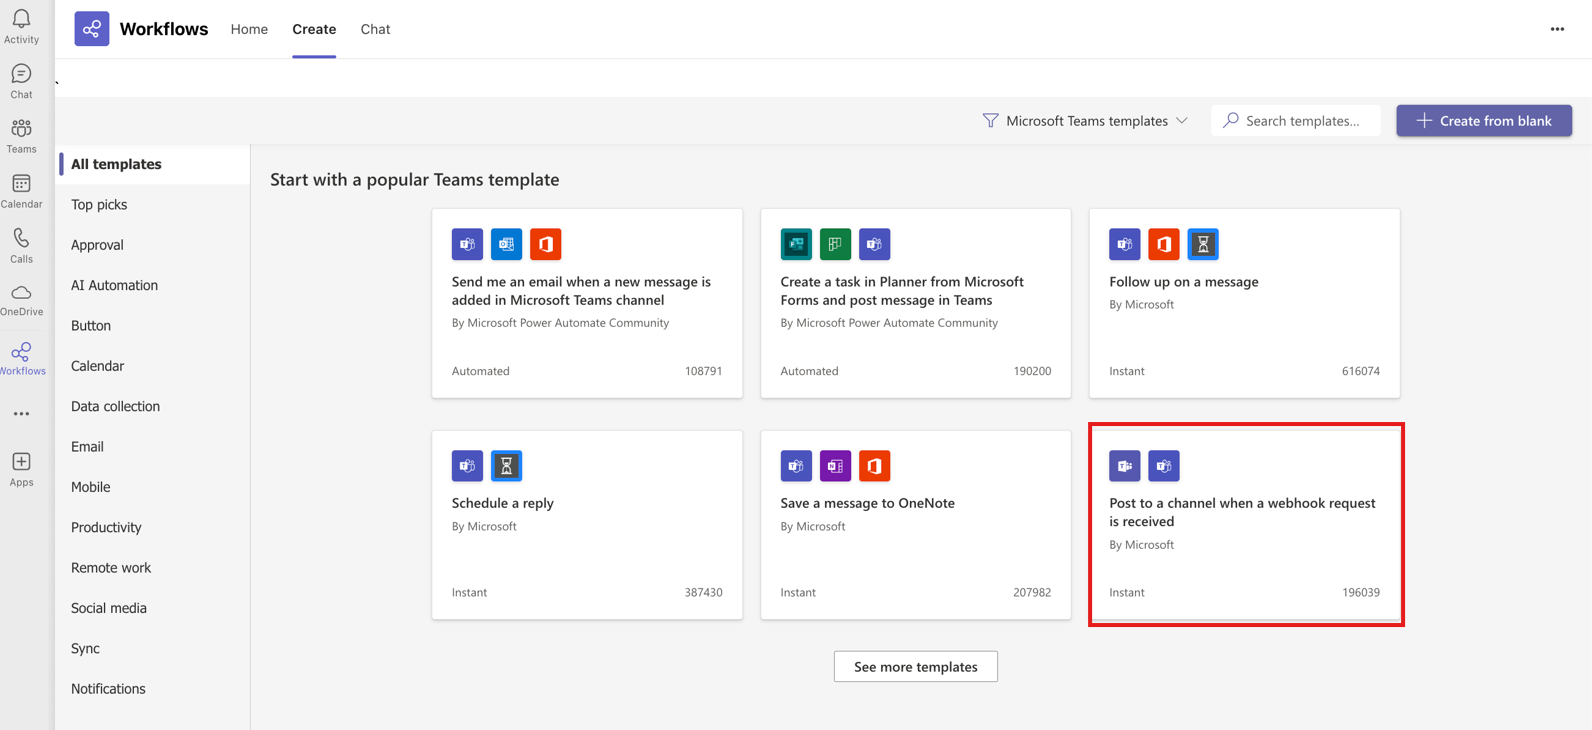 Activity
Chat
Teams
Calendar
Calls
OneDrive
Workflows
Apps
Workflows
Home
Create
Chat
Microsoft Teams templates
Search templates...
Create from blank
All templates
Top picks
Approval
AI Automation
Button
Calendar
Data collection
Email
Mobile
Productivity
Remote work
Social media
Sync
Notifications
Start with a popular Teams template
Send me an email when a new message is
added in Microsoft Teams channel
By Microsoft Power Automate Community
Automated
108791
Create a task in Planner from Microsoft
Forms and post message in Teams
By Microsoft Power Automate Community
Automated
190200
Follow up on a message
By Microsoft
Instant
616074
Schedule a reply
By Microsoft
Instant
387430
Save a message to OneNote
By Microsoft
Instant
207982
Post to a channel when a webhook request
is received
By Microsoft
Instant
196039
See more templates